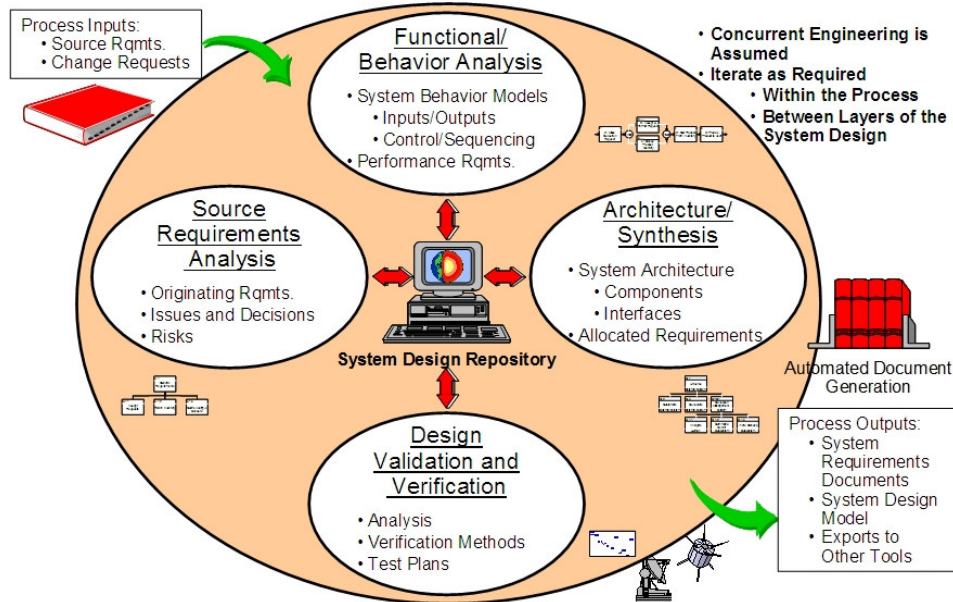 Process Inputs:
• Source Rqmts.
• Change Requests
Functional/
Behavior Analysis
• System Behavior Models
• Inputs/Outputs
• Control/Sequencing
• Performance Rqmts.
• Concurrent Engineering is
Assumed
• Iterate as Required
• Within the Process
• Between Layers of the
System Design
Source
Requirements
Analysis
• Originating Rqmts.
• Issues and Decisions
• Risks
Architecture/
Synthesis
• System Architecture
• Components
• Interfaces
• Allocated Requirements
System Design Repository
Automated Document
Generation
Design
Validation and
Verification
• Analysis
• Verification Methods
• Test Plans
Process Outputs:
• System
Requirements
Documents
• System Design
Model
• Exports to
Other Tools